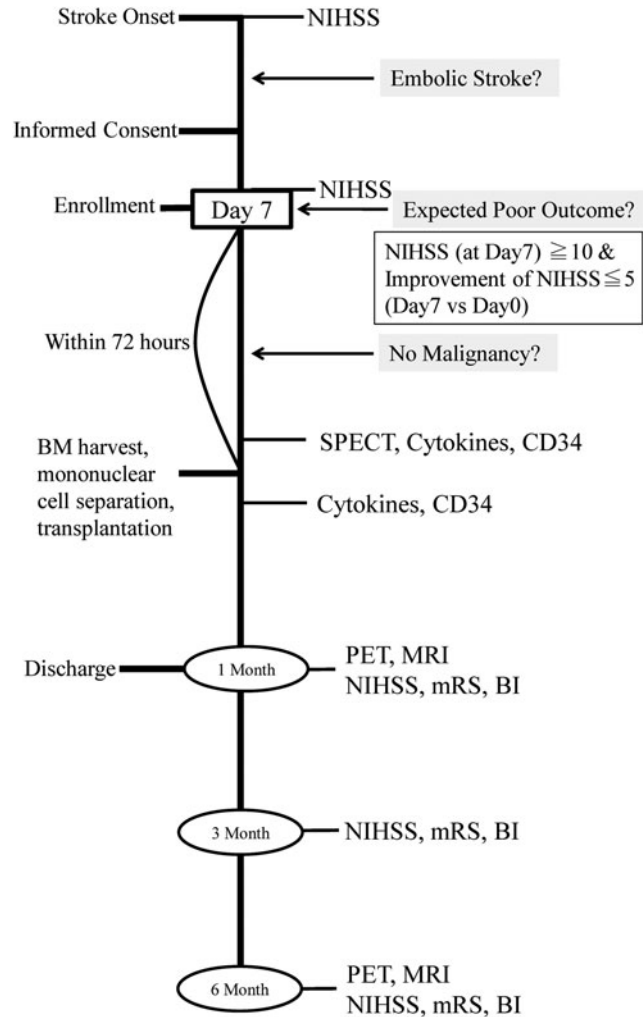 Stroke Onset
NIHSS
Embolic Stroke?
Informed Consent
NIHSS
Enrollment
Day 7
Expected Poor Outcome?
NIHSS (at Day7) ≧10 &
Improvement of NIHSS≦5
(Day7 vs Day0)
Within 72 hours
No Malignancy?
SPECT, Cytokines, CD34
BM harvest,
mononuclear
cell separation,
transplantation
Cytokines, CD34
Discharge
1 Month
PET, MRI
NIHSS, mRS, BI
3 Month
NIHSS, mRS, BI
6 Month
PET, MRI
NIHSS, mRS, BI